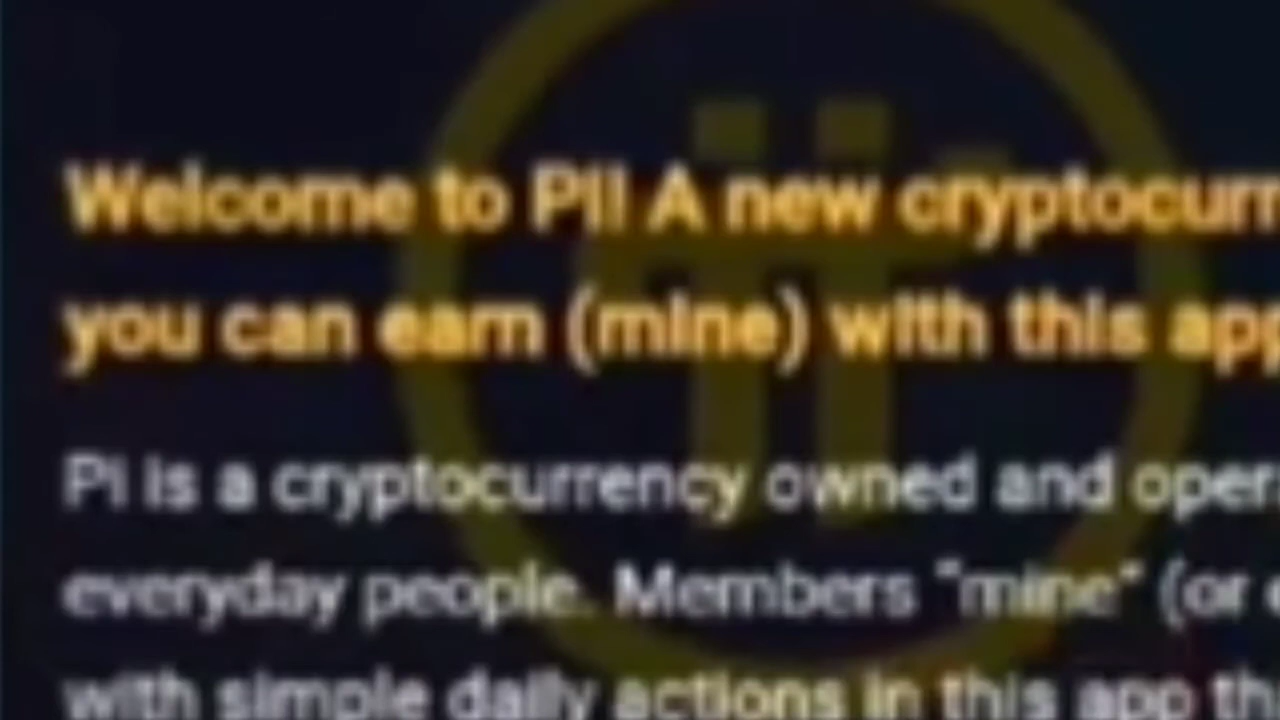 Welcome to Pi! A new cryptocurr
you can earn (mine) with this app
Pi is a cryptocurrency owned and oper
everyday people. Members "mine" (or e
with simple daily actions in this app th